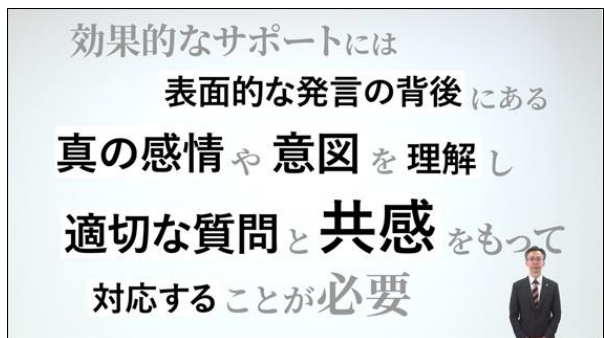 効果的なサポートには
表面的な発言の背後にある
真の感情や意図を理解し
適切な質問と共感をもって
対応することが必要